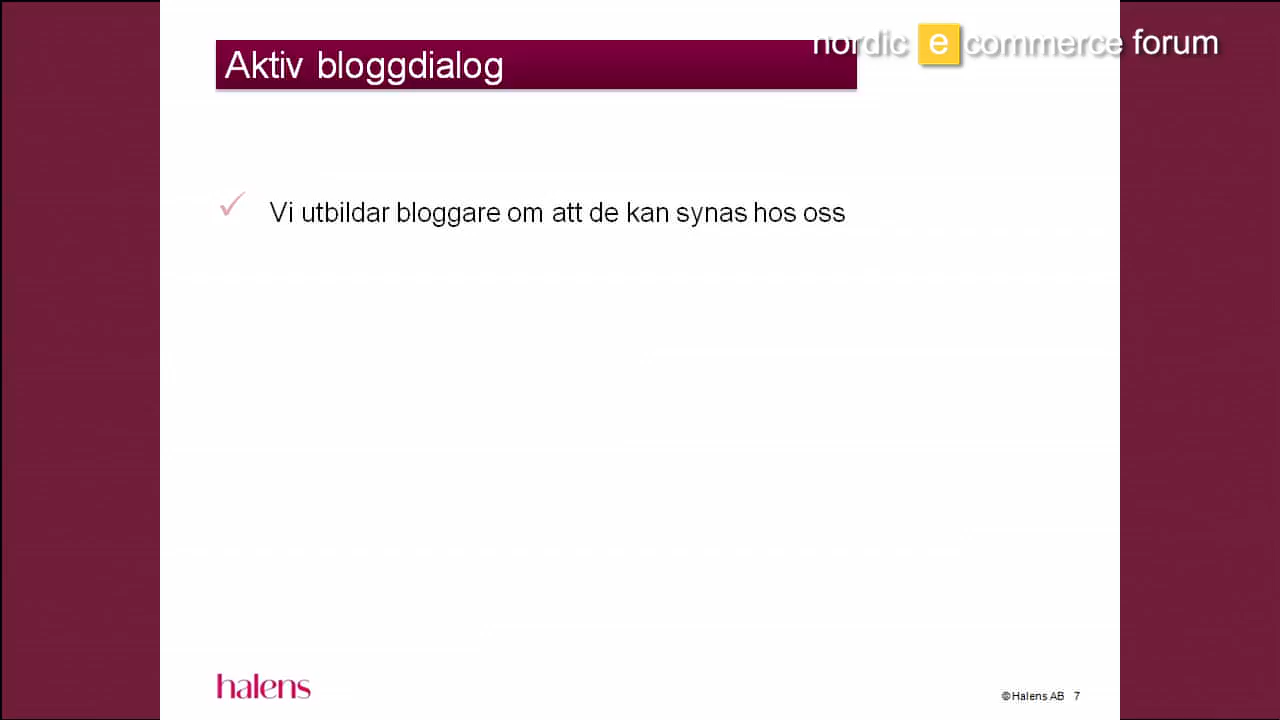 nordic e commerce forum
Aktiv bloggdialog
✓ Vi utbildar bloggare om att de kan synas hos oss
halens
© Halens AB 7